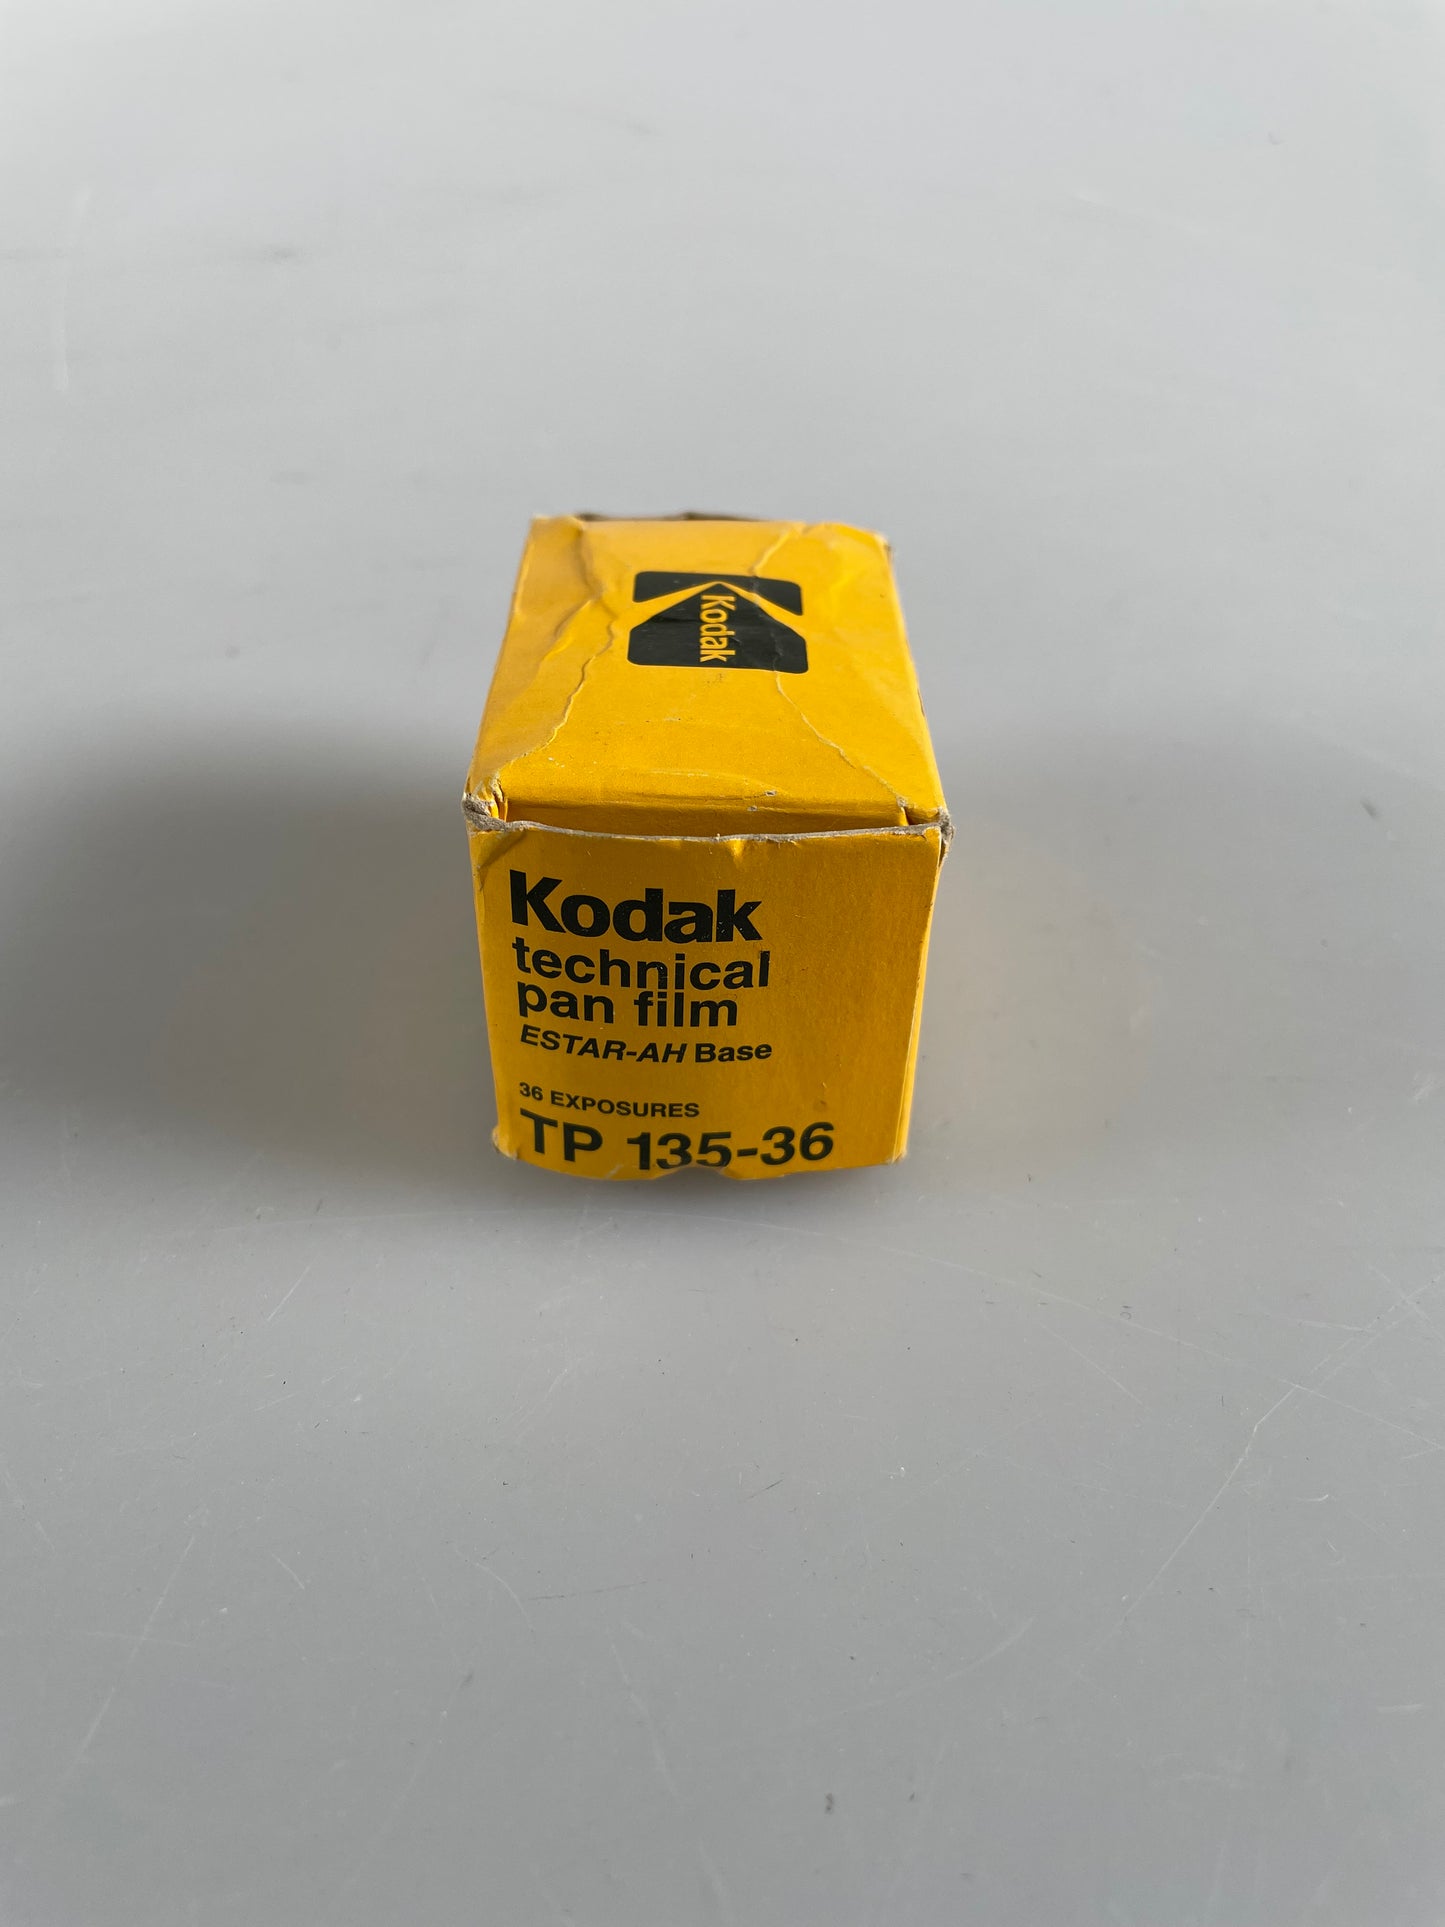 Kodak
Kodak
technical
pan film
ESTAR-AH Base
36 EXPOSURES
TP 135-36